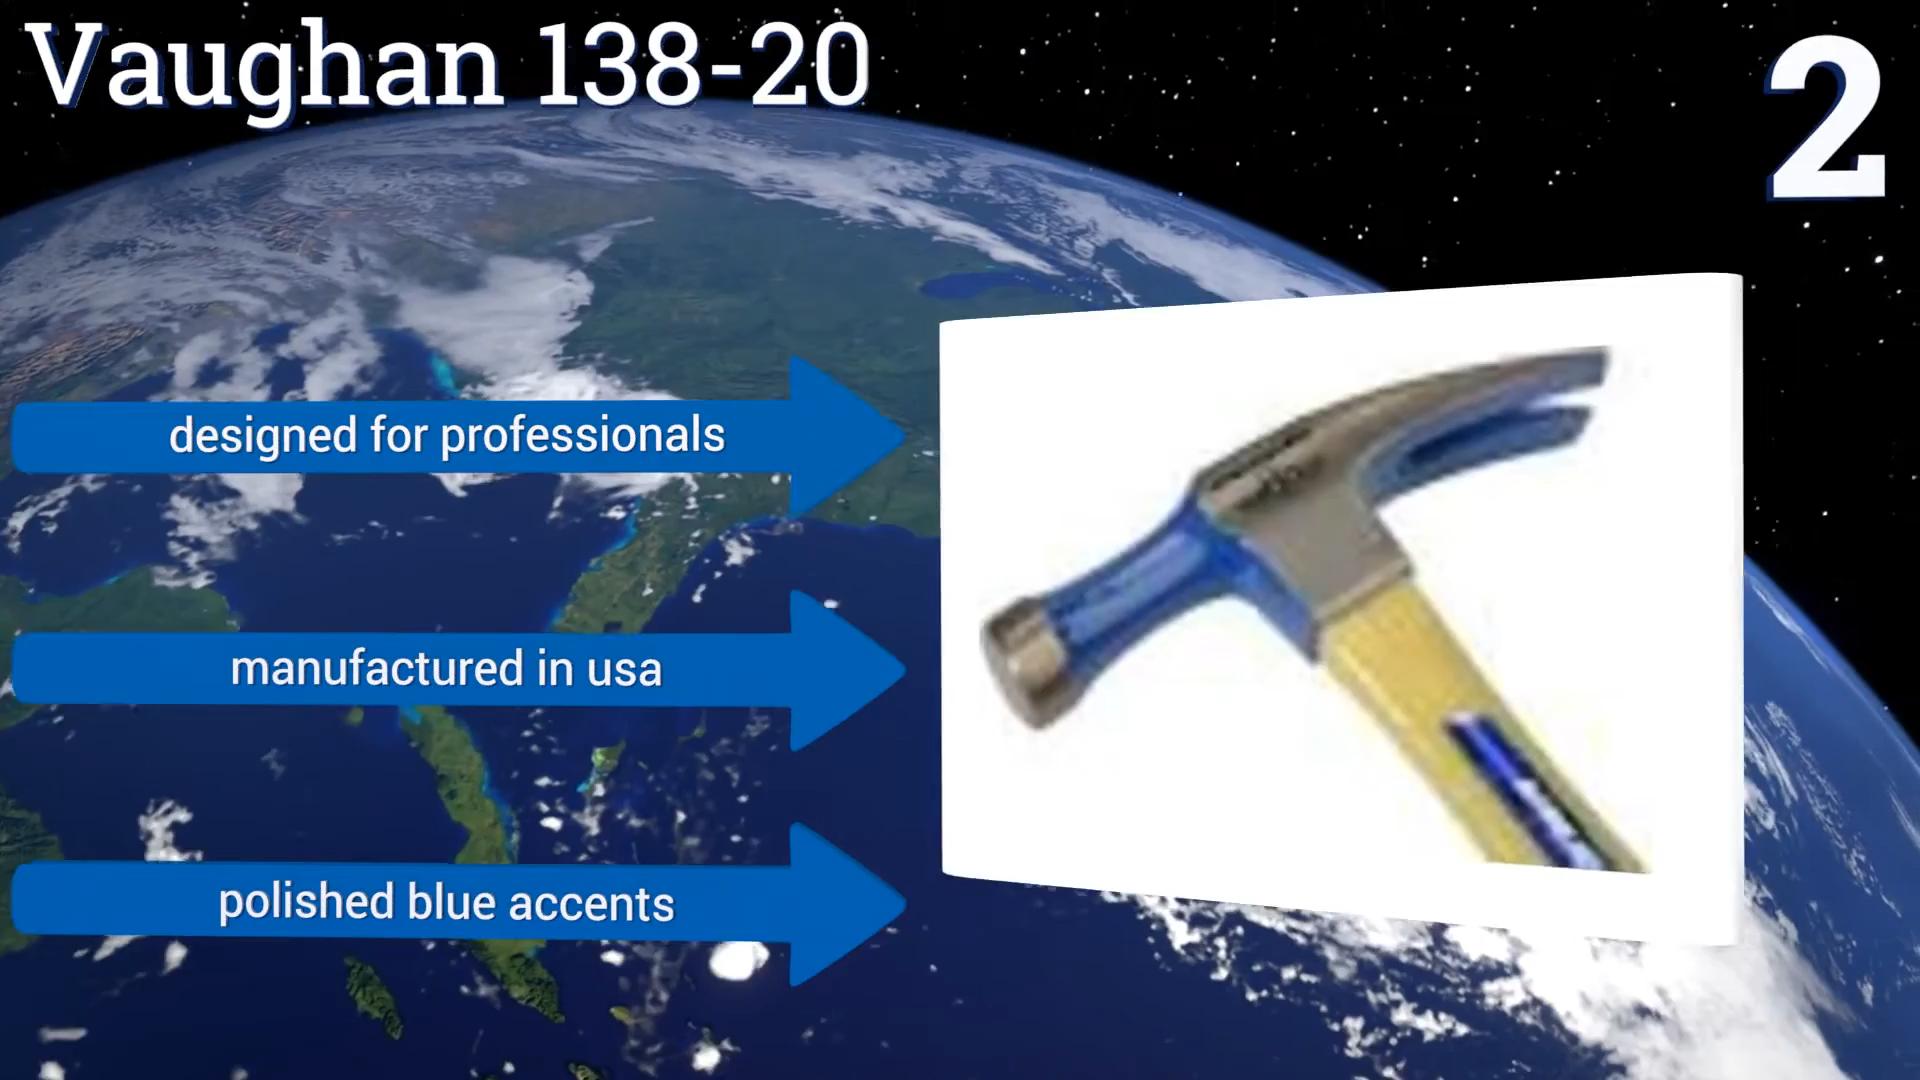 Vaughan 138-20
2
designed for professionals
manufactured in usa
polished blue accents